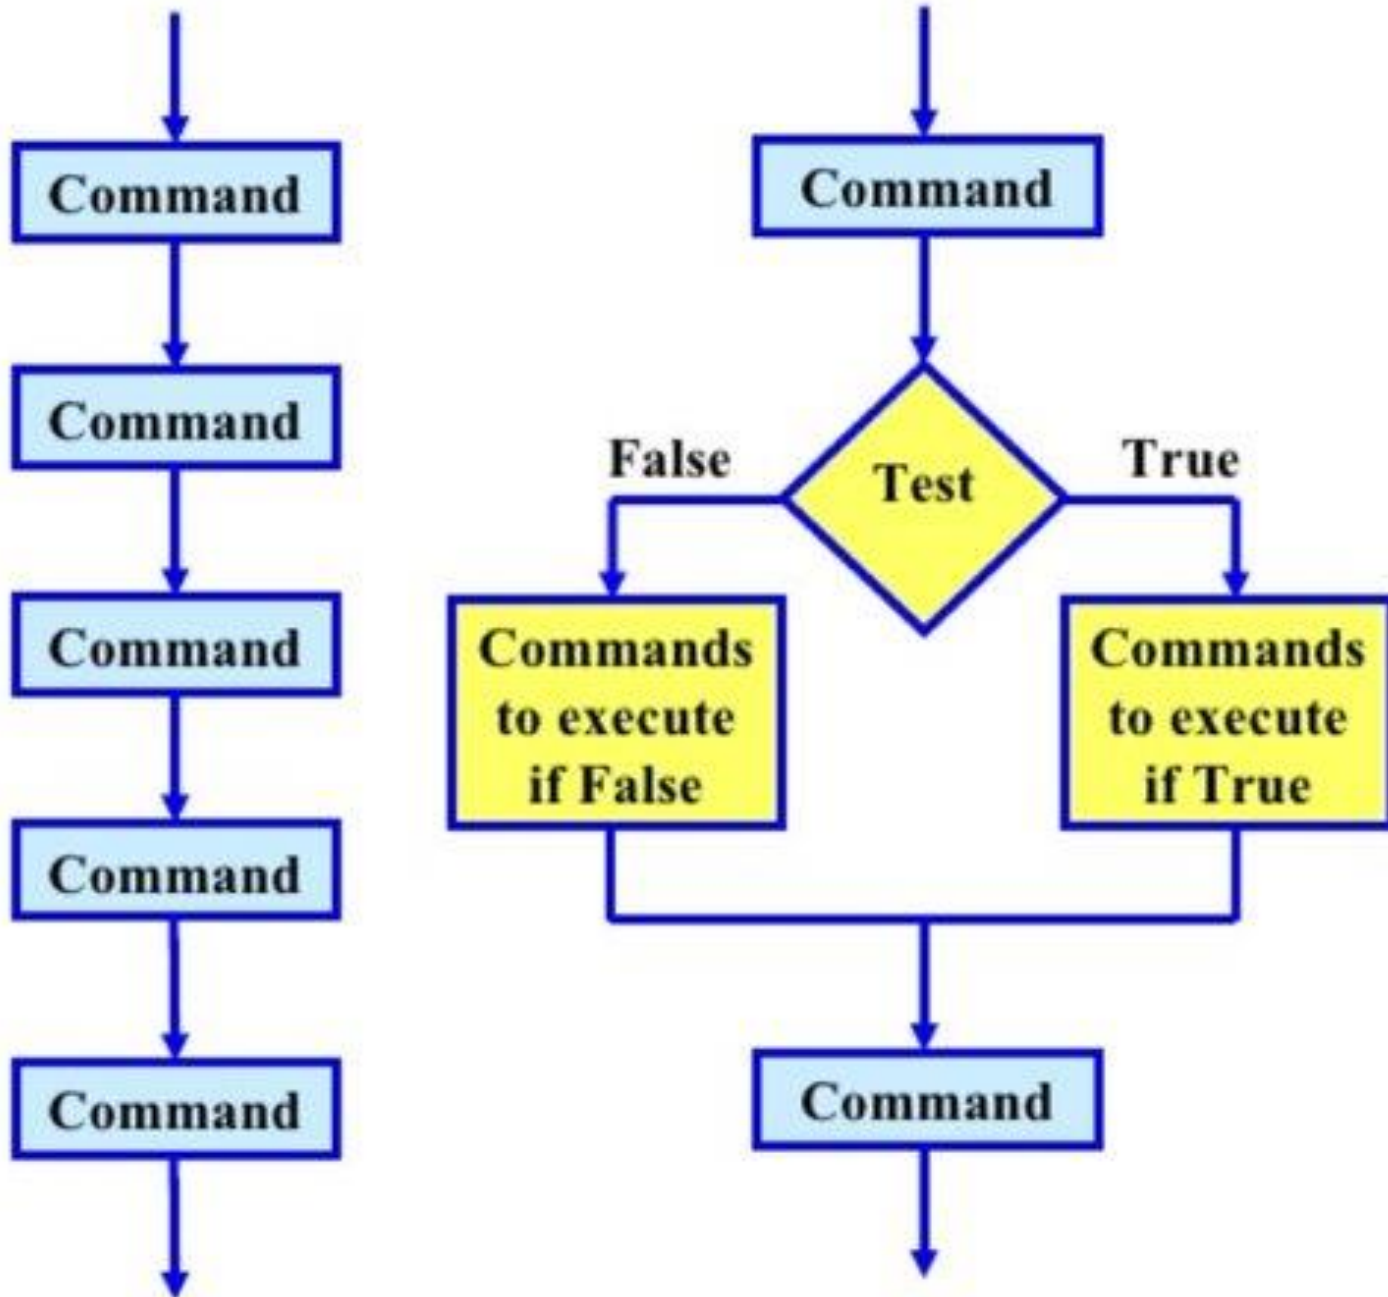 Command
Command
Command
Command
Command
Command
False
Test
True
Commands
to execute
if False
Commands
to execute
if True
Command